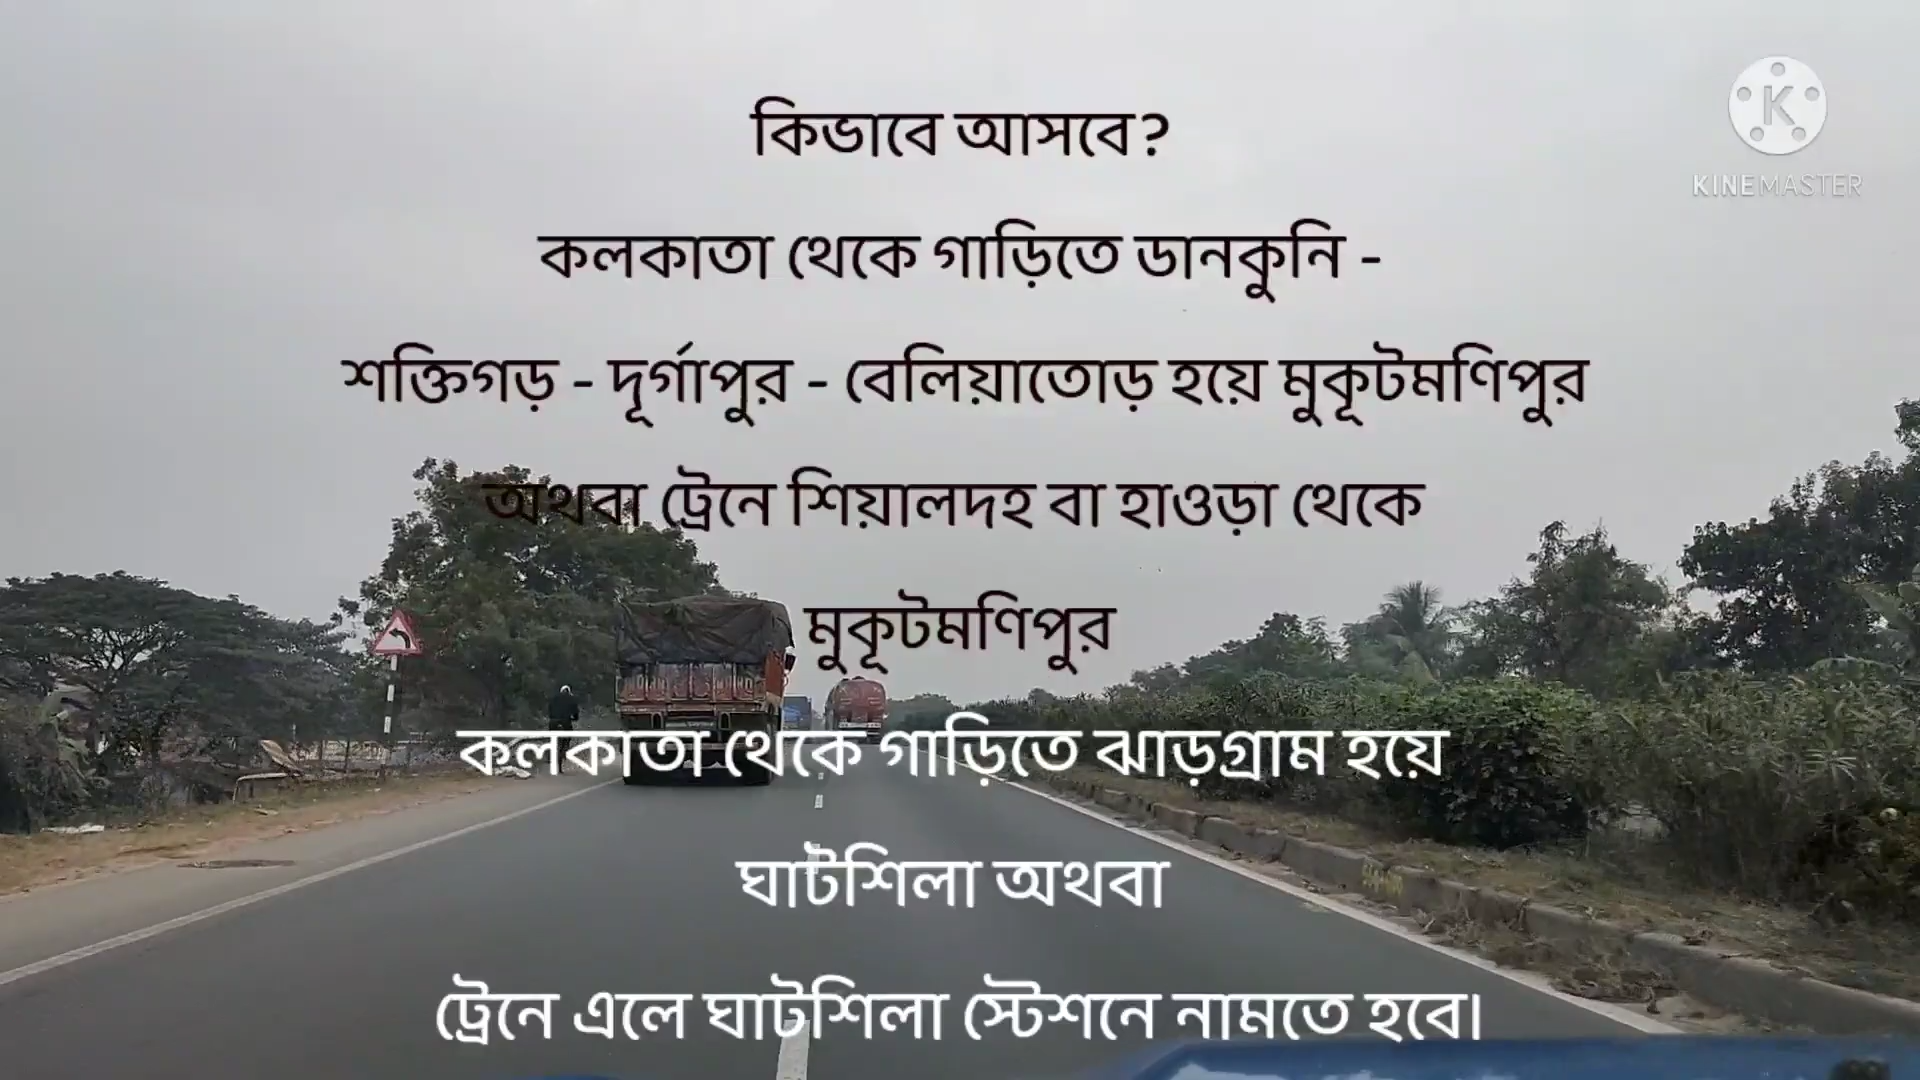 কিভাবে আসবে?
KINEMASTER
কলকাতা থেকে গাড়িতে ডানকুনি -
শক্তিগড় - দূর্গাপুর - বেলিয়াতোড় হয়ে মুকূটমণিপুর
অথবা ট্রেনে শিয়ালদহ বা হাওড়া থেকে
মুকূটমণিপুর
কলকাতা থেকে গাড়িতে ঝাড়গ্রাম হয়ে
ঘাটশিলা অথবা
ট্রেনে এলে ঘাটশিলা স্টেশনে নামতে হবে।